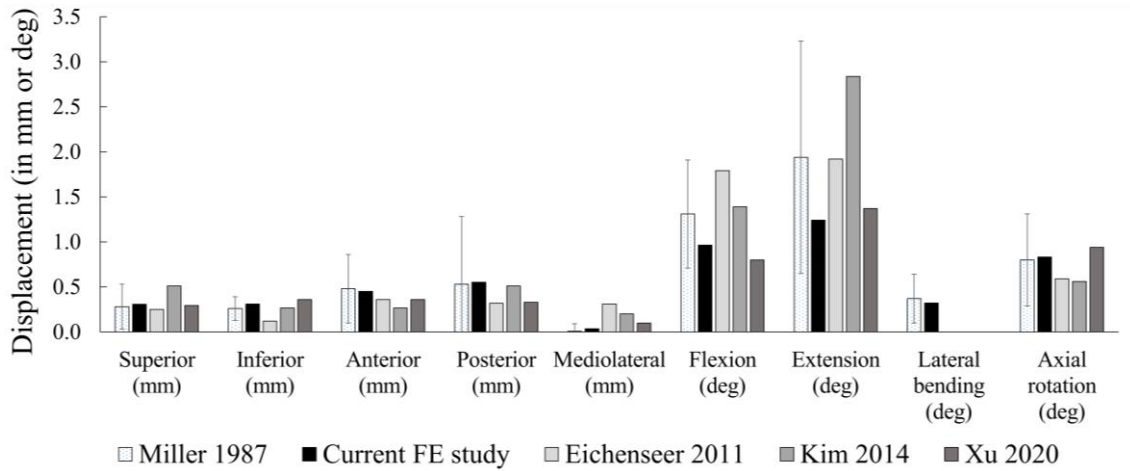 Displacement (in mm or deg)
3.5
3.0
2.5
2.0
1.5
1.0
0.5
0.0
Superior (mm)
Inferior (mm)
Anterior (mm)
Posterior (mm)
Mediolateral (mm)
Flexion (deg)
Extension (deg)
Lateral bending (deg)
Axial rotation (deg)
Miller 1987
Current FE study
Eichenseer 2011
Kim 2014
Xu 2020